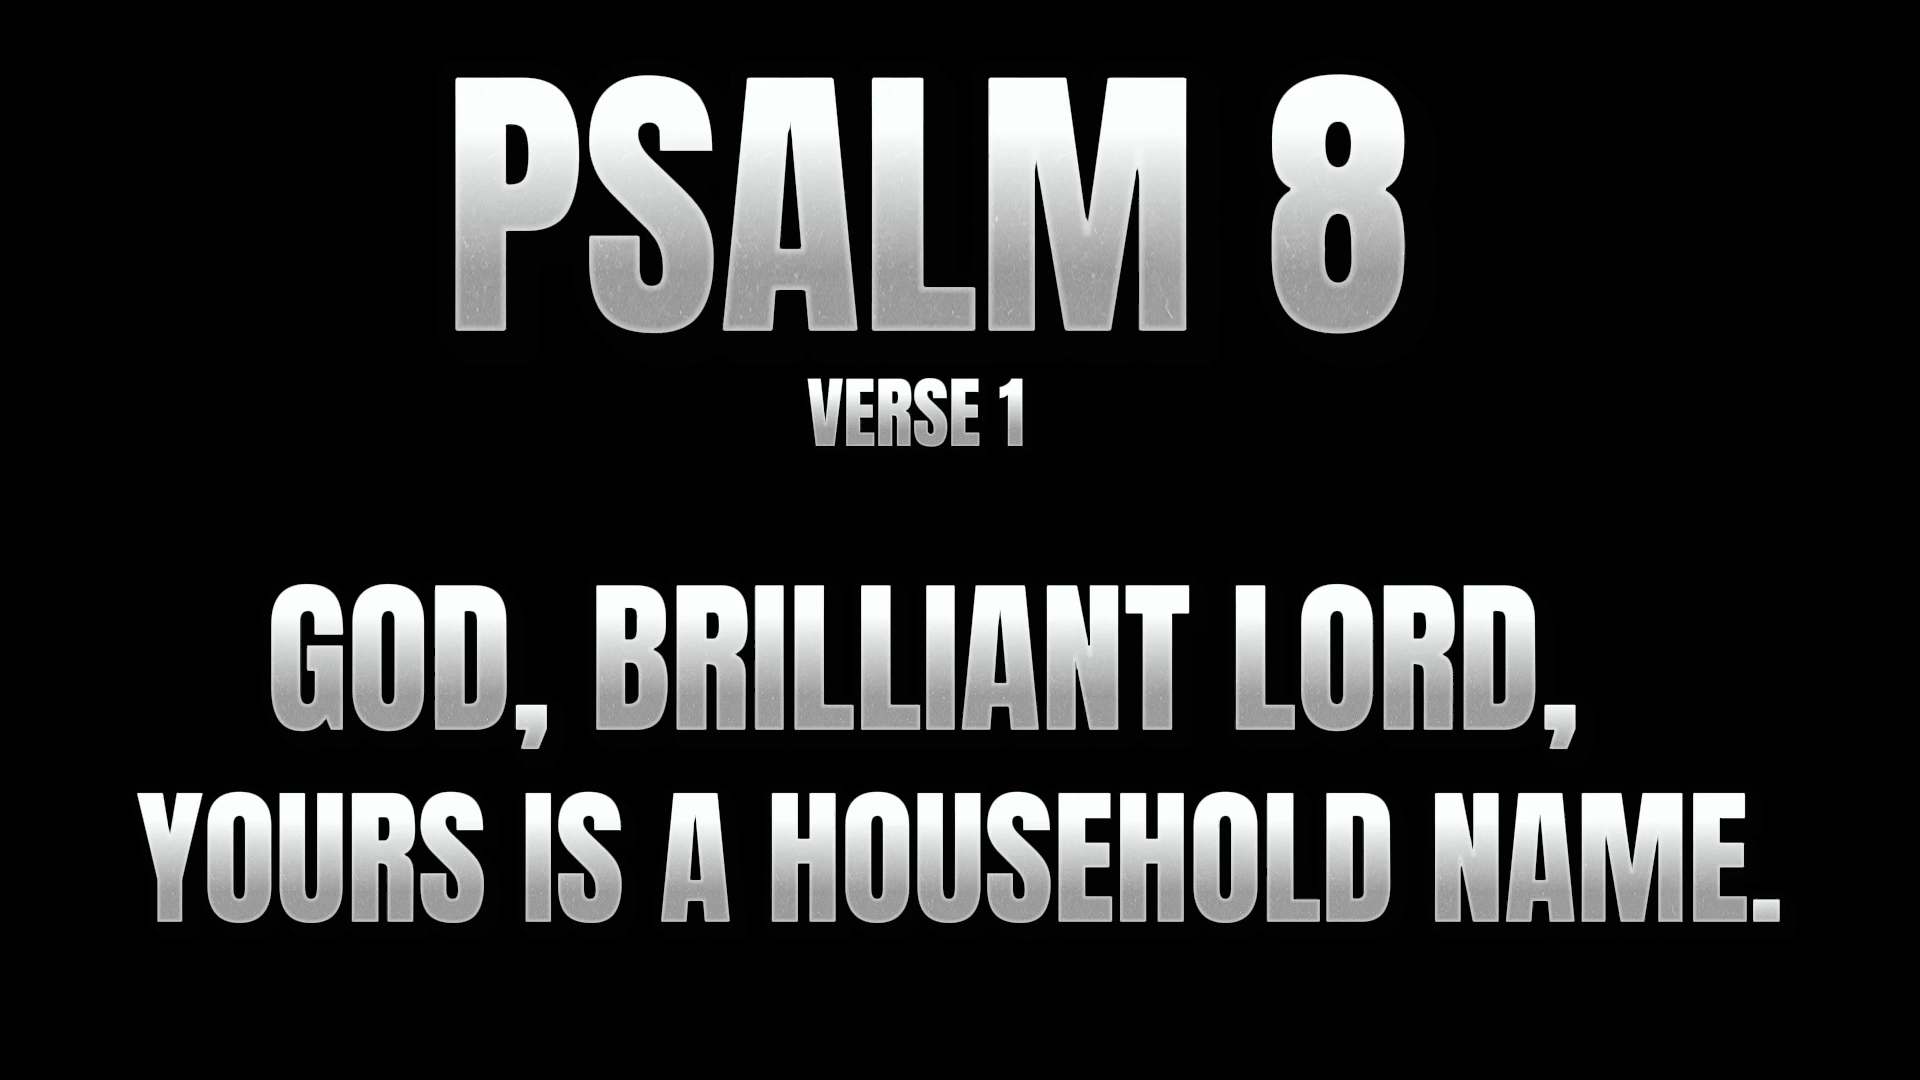 PSALM 8
VERSE 1
GOD, BRILLIANT LORD,
YOURS IS A HOUSEHOLD NAME.